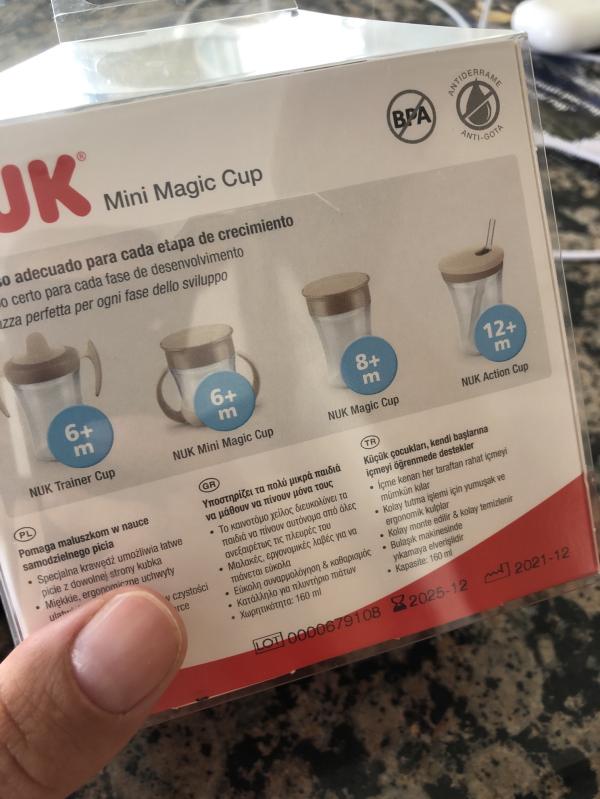 BPA
ANTIDERRAME
ANTI-GOTA
NUK® Mini Magic Cup
adecuado para cada etapa de crecimiento
certo para cada fase de desenvolvimento
perfetta per ogni fase dello sviluppo
6+
m
NUK Trainer Cup
6+
m
NUK Mini Magic Cup
8+
m
NUK Magic Cup
12+
m
NUK Action Cup
PL
Pomaga maluszkom w nauce
samodzielnego picia
• Specjalna krawędź umożliwia łatwe
picie z dowolnej strony kubka
• Miękkie, ergonomiczne uchwyty
w czystości
GR
Υποστηρίζει τα πολύ μικρά παιδιά
να μάθουν να πίνουν μόνα τους
• Το καινοτόμο χείλος διευκολύνει τα
παιδιά να πίνουν αυτόνομα από όλες
ανεξαιρέτως τις πλευρές του
• Μαλακές, εργονομικές λαβές για να
πιάνεται εύκολα
• Εύκολη συναρμολόγηση & καθαρισμός
• Κατάλληλο για πλυντήριο πιάτων
• Χωρητικότητα: 160 ml
TR
Küçük çocukları, kendi başlarına
içmeyi öğrenmede destekler
• İçme kenarı her taraftan rahat içmeyi
mümkün kılar
• Kolay tutma işlemi için yumuşak ve
ergonomik kulplar
• Kolay monte edilir & kolay temizlenir
• Bulaşık makinesinde
yıkamaya elverişlidir
• Kapasite: 160 ml
LOT 0000679108 2025-12 2021-12